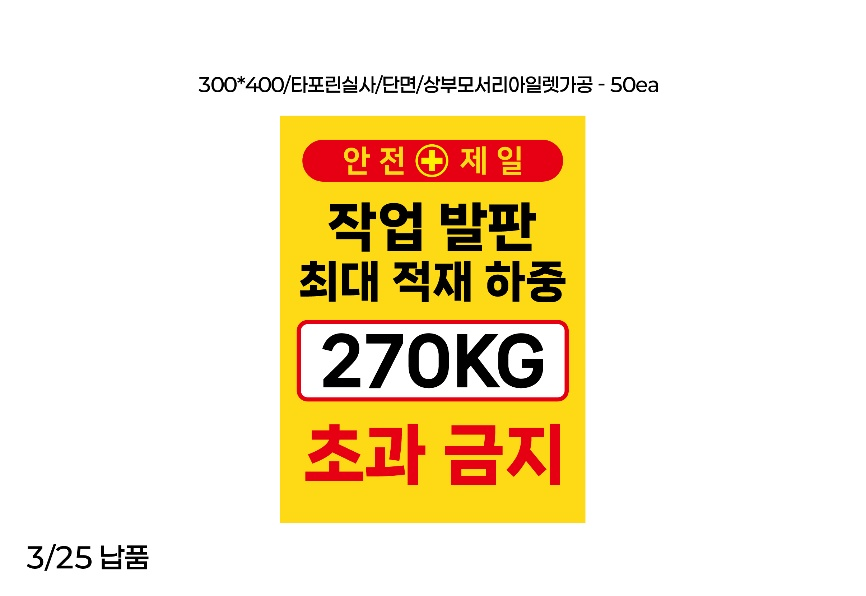 300*400/타포린실사/단면/상부모서리아일렛가공 - 50ea
안전 제일
작업 발판
최대 적재 하중
270KG
초과 금지
3/25 납품